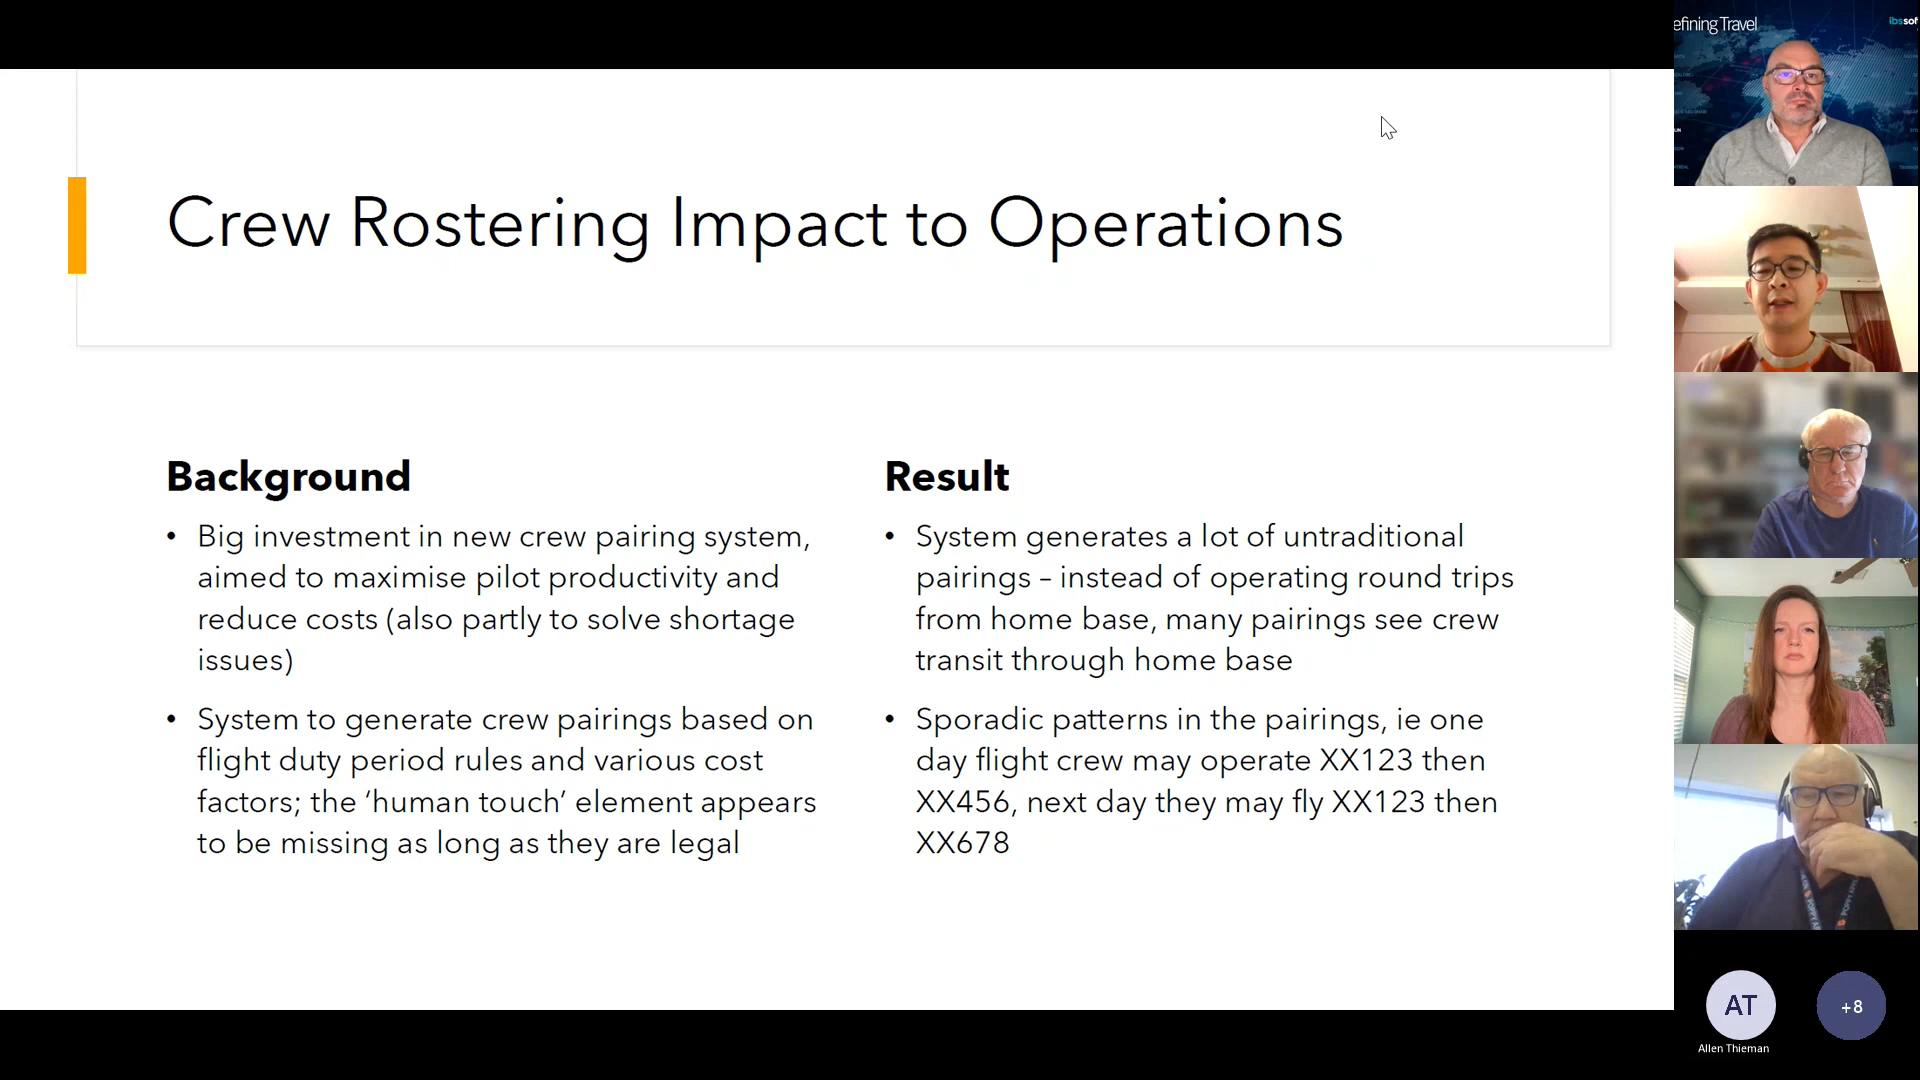 efining Travel
ibssof
Crew Rostering Impact to Operations
Background
• Big investment in new crew pairing system,
aimed to maximise pilot productivity and
reduce costs (also partly to solve shortage
issues)
• System to generate crew pairings based on
flight duty period rules and various cost
factors; the ‘human touch’ element appears
to be missing as long as they are legal
Result
• System generates a lot of untraditional
pairings – instead of operating round trips
from home base, many pairings see crew
transit through home base
• Sporadic patterns in the pairings, ie one
day flight crew may operate XX123 then
XX456, next day they may fly XX123 then
XX678
AT
+8
Allen Thieman